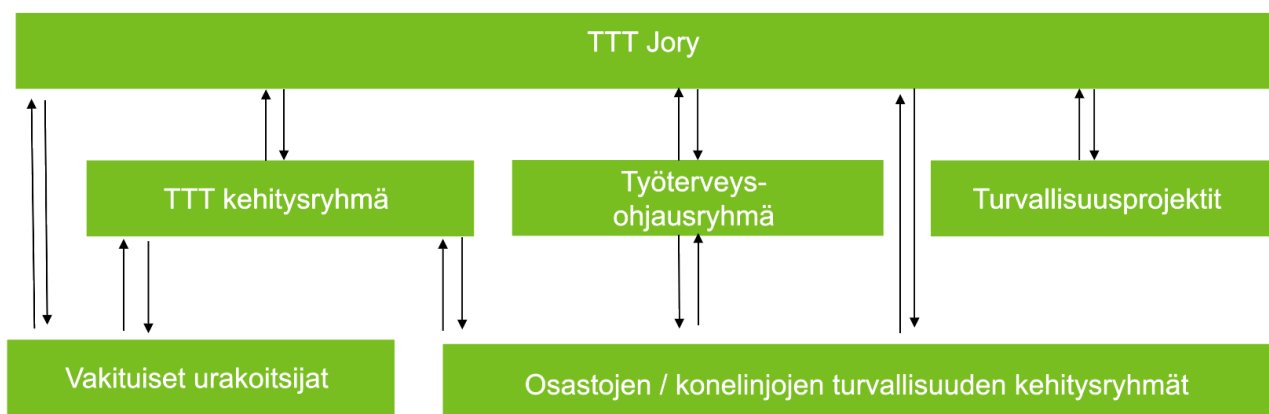 TTT Jory
TTT kehitysryhmä
Työterveys-
ohjausryhmä
Turvallisuusprojektit
Vakituiset urakoitsijat
Osastojen / konelinjojen turvallisuuden kehitysryhmät